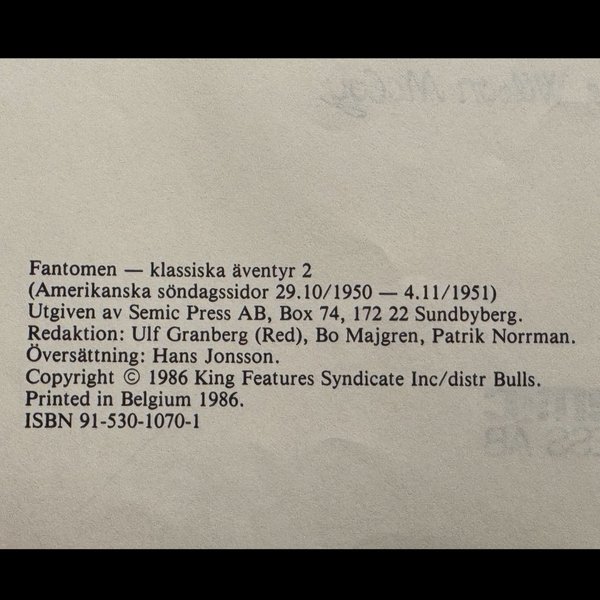 Fantomen — klassiska äventyr 2
(Amerikanska söndagssidor 29.10/1950 — 4.11/1951)
Utgiven av Semic Press AB, Box 74, 172 22 Sundbyberg.
Redaktion: Ulf Granberg (Red), Bo Majgren, Patrik Norrman.
Översättning: Hans Jonsson.
Copyright © 1986 King Features Syndicate Inc/distr Bulls.
Printed in Belgium 1986.
ISBN 91-530-1070-1